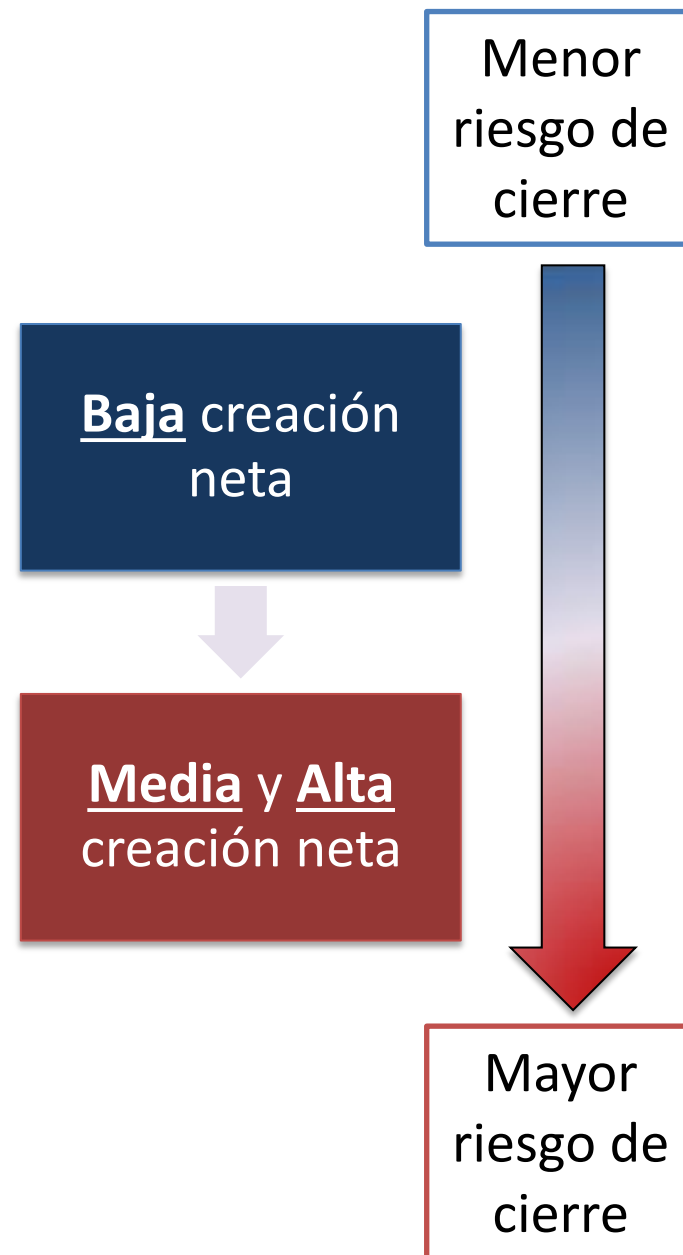 Menor
riesgo de
cierre
Baja creación
neta
Media y Alta
creación neta
Mayor
riesgo de
cierre